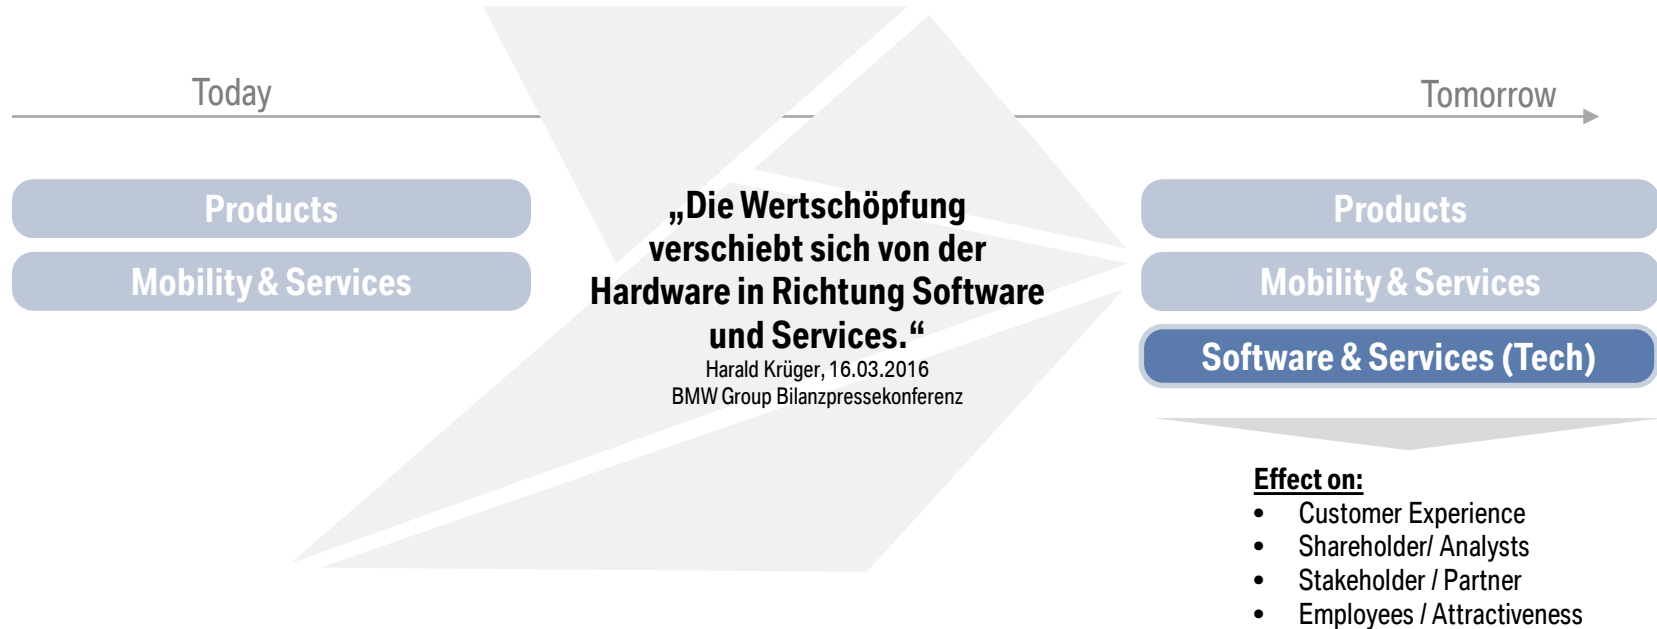 Today
Tomorrow
Products
Mobility & Services
„Die Wertschöpfung
verschiebt sich von der
Hardware in Richtung Software
und Services.“
Harald Krüger, 16.03.2016
BMW Group Bilanzpressekonferenz
Products
Mobility & Services
Software & Services (Tech)
Effect on:
• Customer Experience
• Shareholder/ Analysts
• Stakeholder / Partner
• Employees / Attractiveness